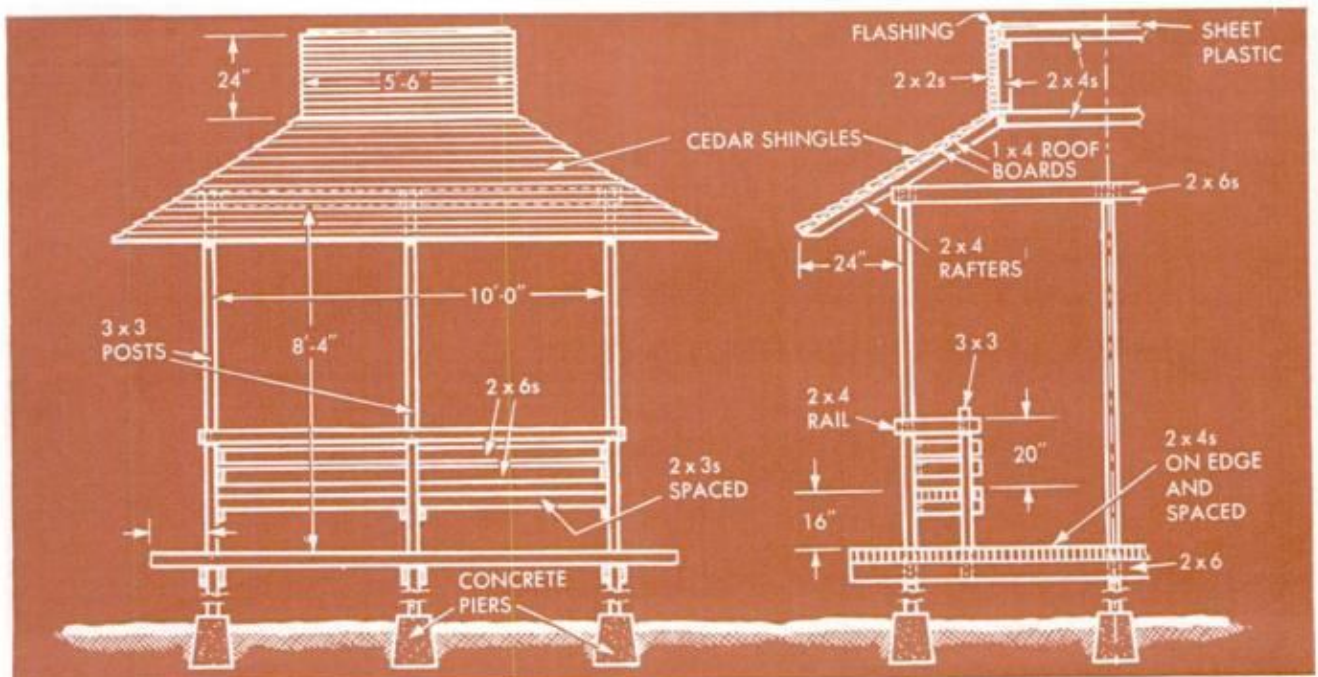 24"
5'-6"
CEDAR SHINGLES
10'-0"
3 x 3
POSTS
8'-4"
2 x 6s
2 x 3s
SPACED
CONCRETE
PIERS
FLASHING
SHEET
PLASTIC
2 x 2s
2 x 4s
1 x 4 ROOF
BOARDS
2 x 6s
24"
2 x 4
RAFTERS
3 x 3
2 x 4
RAIL
20"
2 x 4s
ON EDGE
AND
SPACED
16"
2 x 6